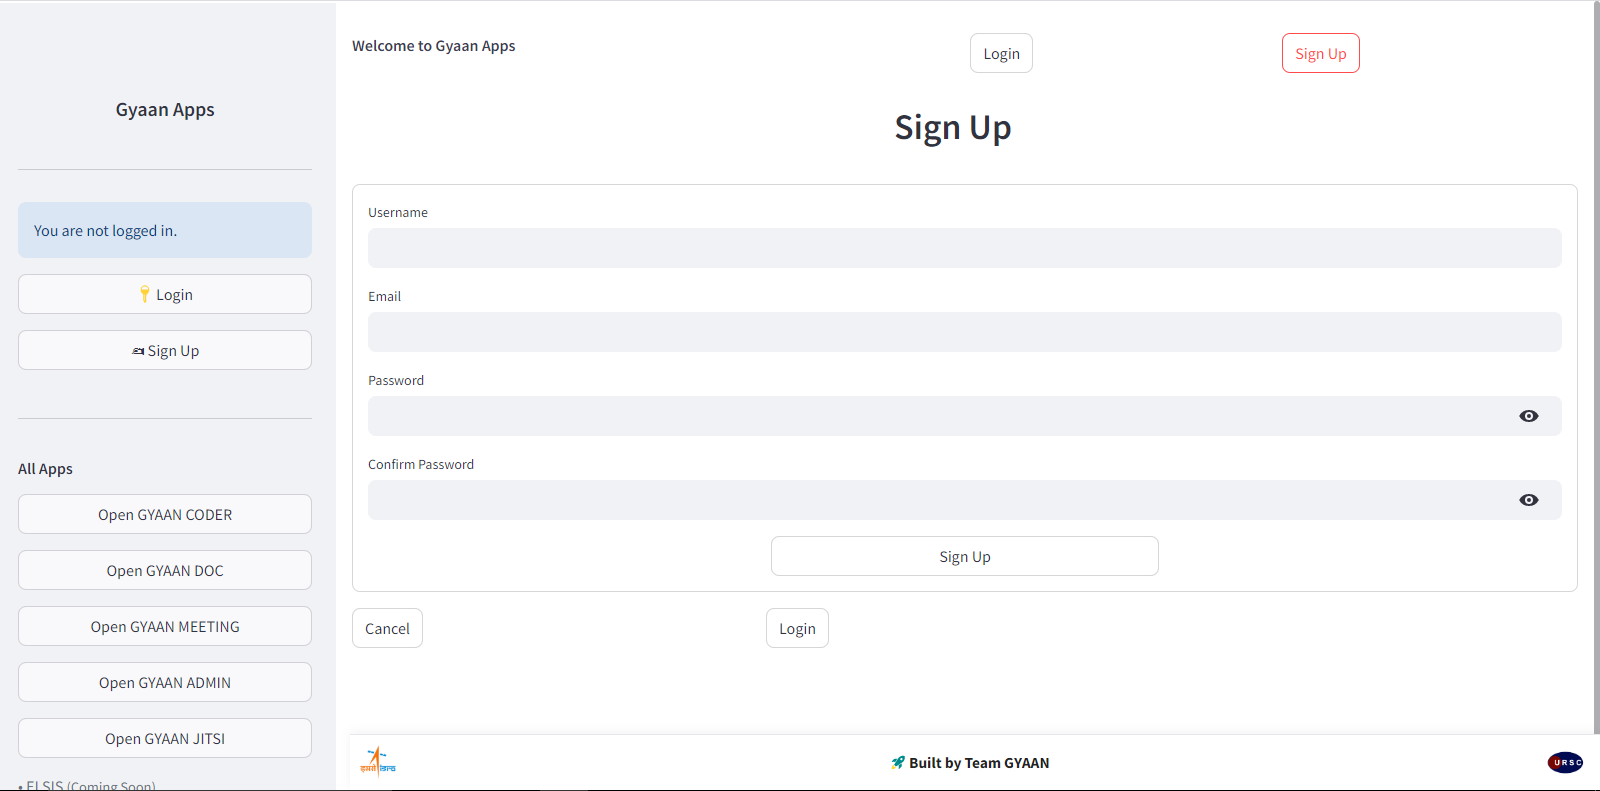 Gyaan Apps
You are not logged in.
Login
Sign Up
All Apps
Open GYAAN CODER
Open GYAAN DOC
Open GYAAN MEETING
Open GYAAN ADMIN
Open GYAAN JITSI
• ELSIS (Coming Soon)
Welcome to Gyaan Apps
Login
Sign Up
Sign Up
Username
Email
Password
Confirm Password
Sign Up
Cancel
Login
इसरो isro
Built by Team GYAAN
URSC